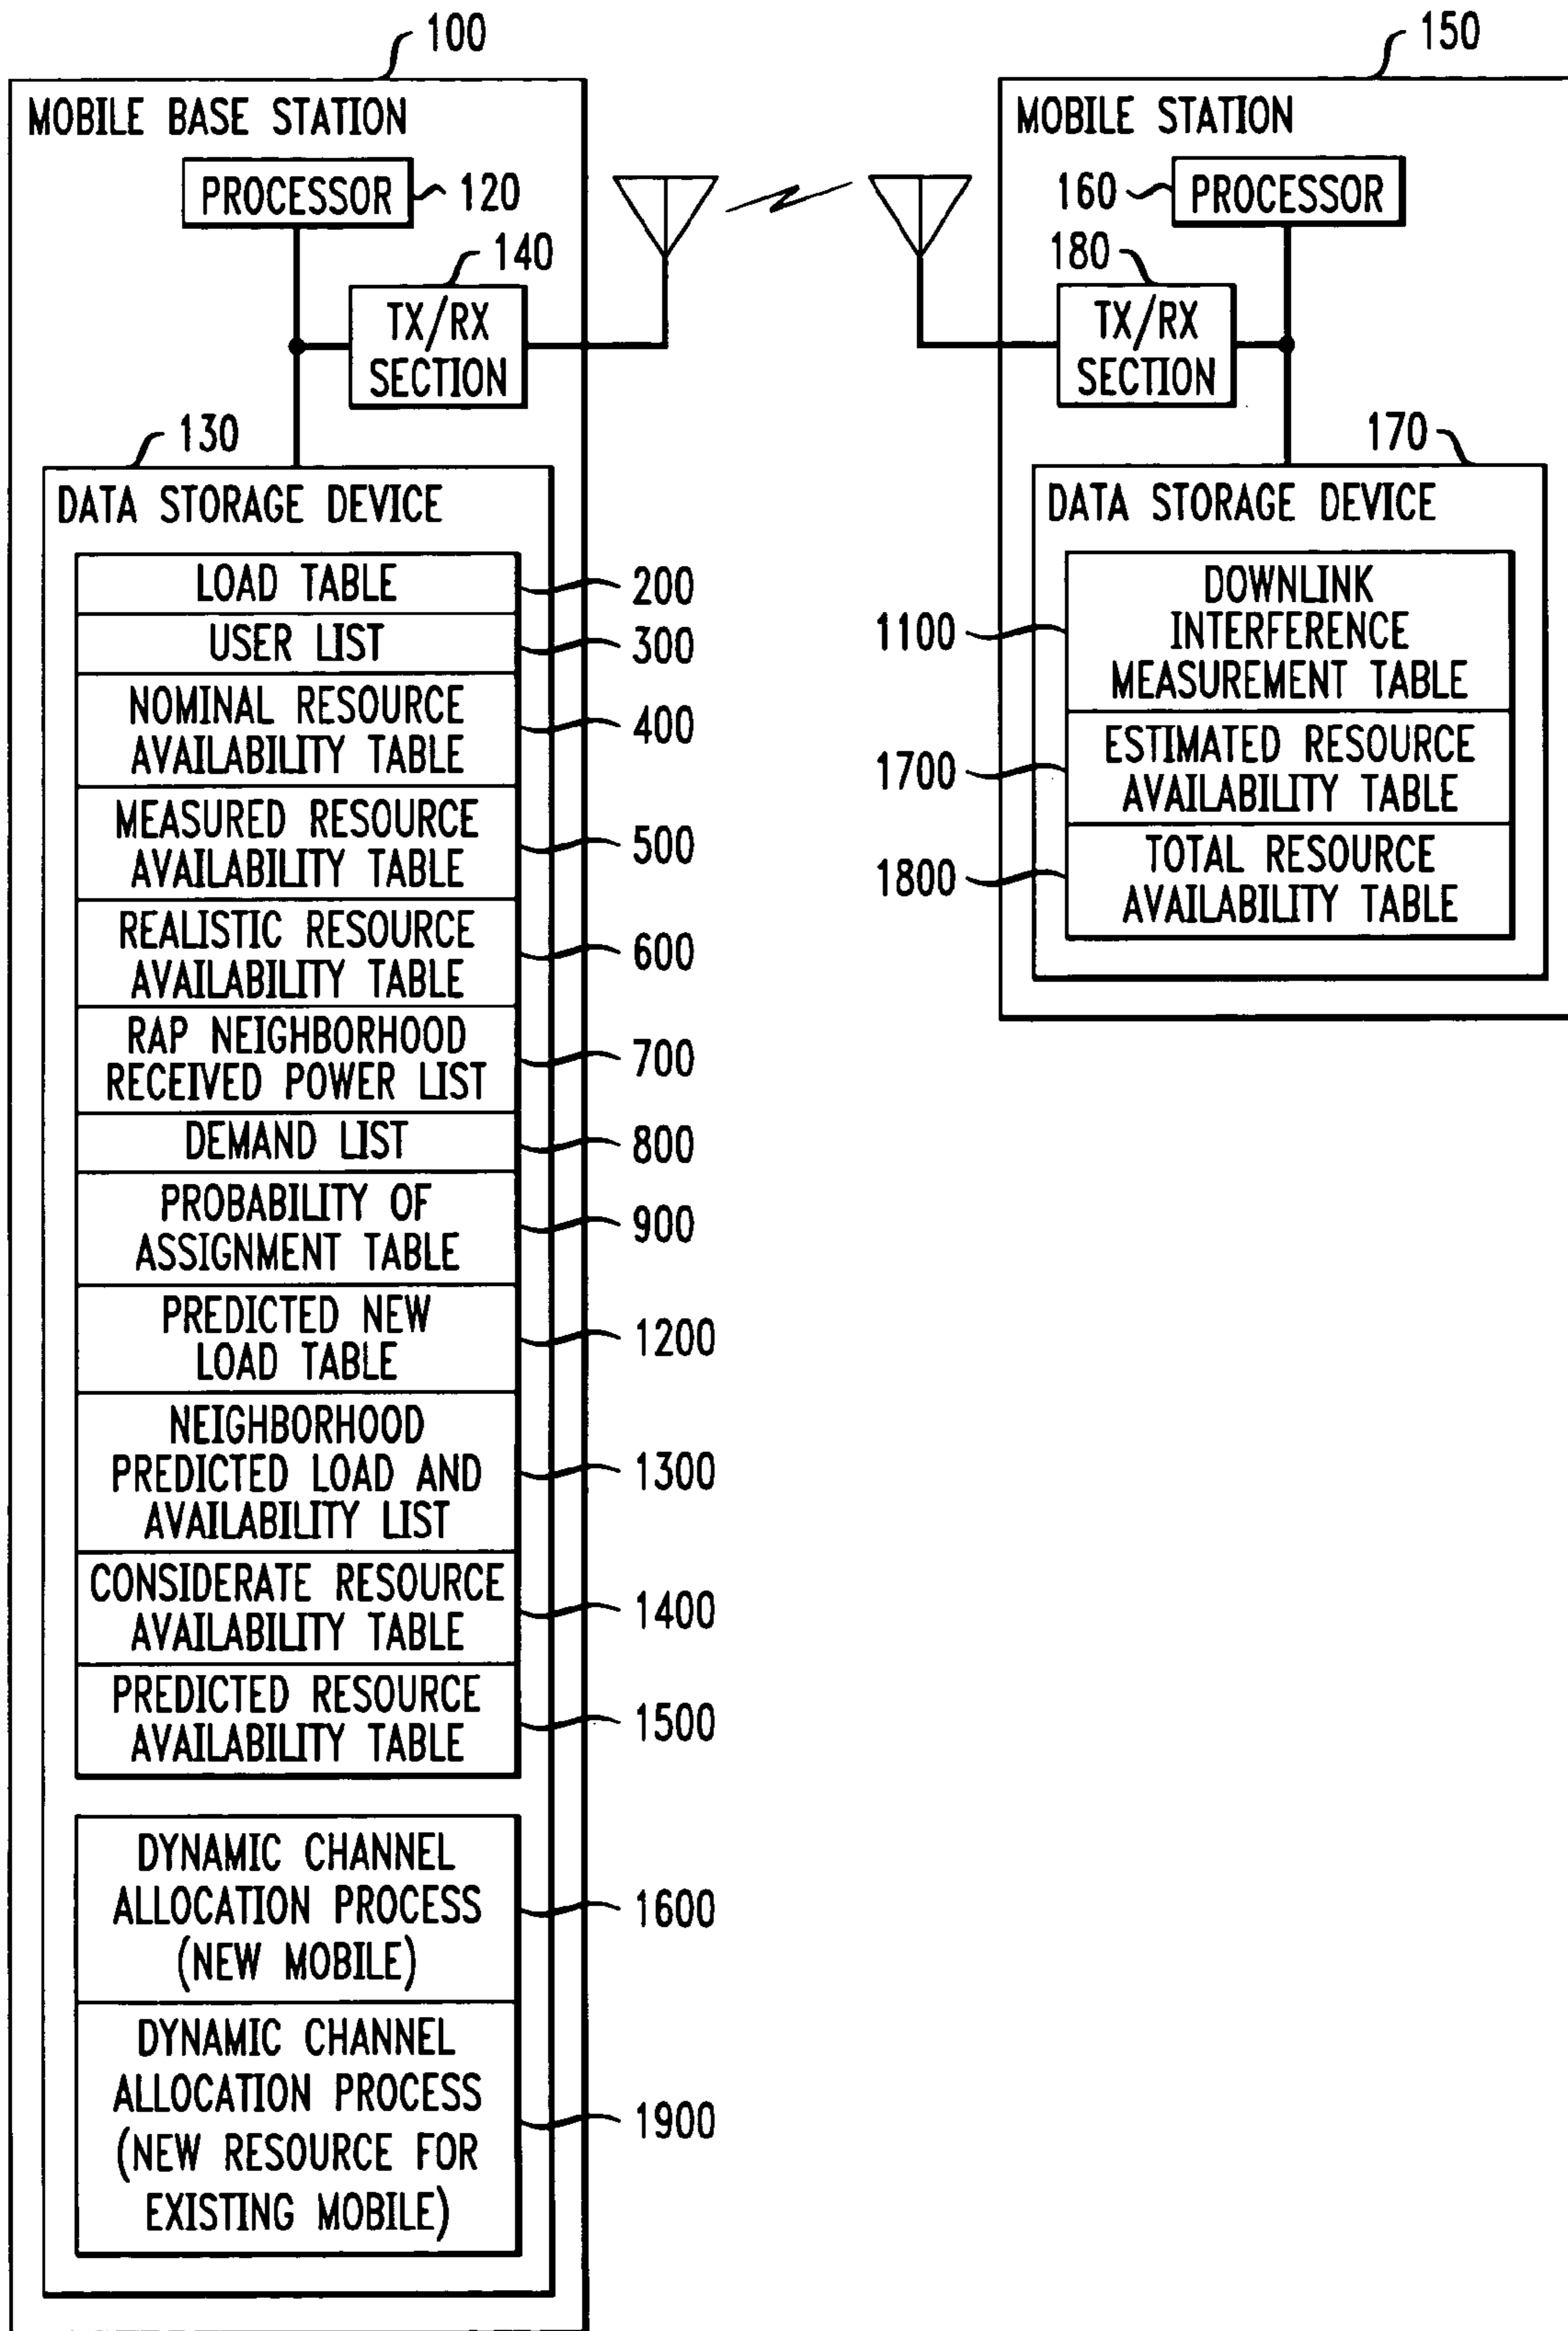 100
MOBILE BASE STATION
PROCESSOR
120
140
TX/RX
SECTION
130
DATA STORAGE DEVICE
LOAD TABLE
200
USER LIST
300
NOMINAL RESOURCE
AVAILABILITY TABLE
400
MEASURED RESOURCE
AVAILABILITY TABLE
500
REALISTIC RESOURCE
AVAILABILITY TABLE
600
RAP NEIGHBORHOOD
RECEIVED POWER LIST
700
DEMAND LIST
800
PROBABILITY OF
ASSIGNMENT TABLE
900
PREDICTED NEW
LOAD TABLE
1200
NEIGHBORHOOD
PREDICTED LOAD AND
AVAILABILITY LIST
1300
CONSIDERATE RESOURCE
AVAILABILITY TABLE
1400
PREDICTED RESOURCE
AVAILABILITY TABLE
1500
DYNAMIC CHANNEL
ALLOCATION PROCESS
(NEW MOBILE)
1600
DYNAMIC CHANNEL
ALLOCATION PROCESS
(NEW RESOURCE FOR
EXISTING MOBILE)
1900
150
MOBILE STATION
160
PROCESSOR
180
TX/RX
SECTION
170
DATA STORAGE DEVICE
DOWNLINK
INTERFERENCE
MEASUREMENT TABLE
1100
ESTIMATED RESOURCE
AVAILABILITY TABLE
1700
TOTAL RESOURCE
AVAILABILITY TABLE
1800